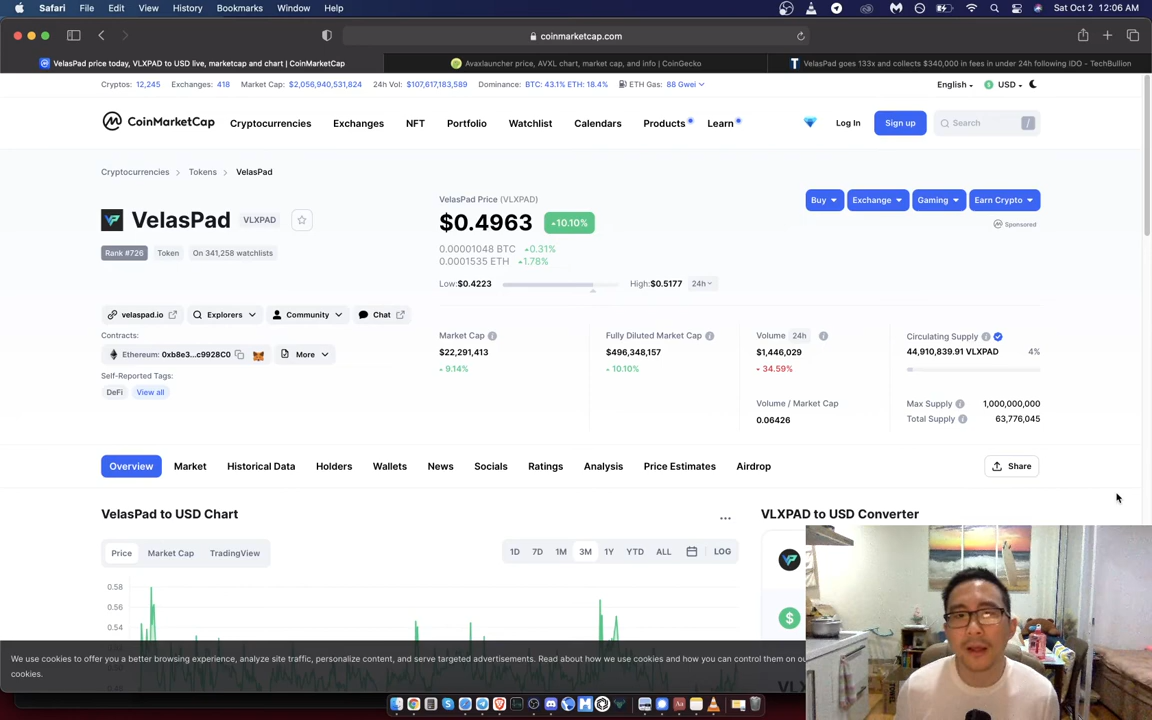 Safari File Edit View History Bookmarks Window Help Sat Oct 2 12:06 AM
coinmarketcap.com
VelasPad price today, VLXPAD to USD live, marketcap and chart | CoinMarketCap
Avaxlauncher price, AVXL chart, market cap, and info | CoinGecko
VelasPad goes 133x and collects $340,000 in fees in under 24h following IDO - TechBullion
Cryptos: 12,245 Exchanges: 418 Market Cap: $2,056,940,531,824 24h Vol: $107,617,183,589 Dominance: BTC: 43.1% ETH: 18.4% ETH Gas: 88 Gwei English USD
CoinMarketCap Cryptocurrencies Exchanges NFT Portfolio Watchlist Calendars Products Learn Log In Sign up Search /
Cryptocurrencies > Tokens > VelasPad
VelasPad VLXPAD
Rank #726 Token On 341,258 watchlists
velaspad.io Explorers Community Chat
Contracts:
Ethereum: 0xb8e3...c9928C0 More
Self-Reported Tags:
DeFi View all
VelasPad Price (VLXPAD)
$0.4963 10.10%
0.00001048 BTC 0.31%
0.0001535 ETH 1.78%
Low: $0.4223 High: $0.5177 24h
Buy Exchange Gaming Earn Crypto
Sponsored
Market Cap
$22,291,413
9.14%
Fully Diluted Market Cap
$496,348,157
10.10%
Volume 24h
$1,446,029
34.59%
Volume / Market Cap
0.06426
Circulating Supply
44,910,839.91 VLXPAD 4%
Max Supply 1,000,000,000
Total Supply 63,776,045
Overview Market Historical Data Holders Wallets News Socials Ratings Analysis Price Estimates Airdrop Share
VelasPad to USD Chart
...
VLXPAD to USD Converter
Price Market Cap TradingView 1D 7D 1M 3M 1Y YTD ALL LOG
0.58
0.56
0.54
We use cookies to offer you a better browsing experience, analyze site traffic, personalize content, and serve targeted advertisements. Read about how we use cookies and how you can control them on
cookies.